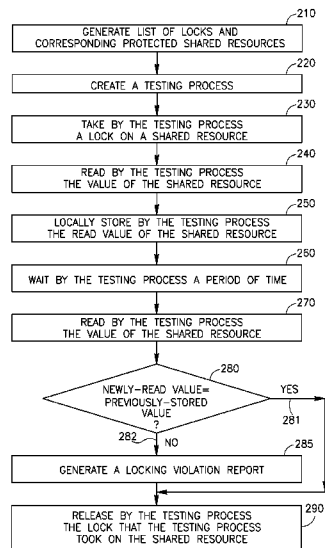 210
GENERATE LIST OF LOCKS AND
CORRESPONDING PROTECTED SHARED RESOURCES
220
CREATE A TESTING PROCESS
230
TAKE BY THE TESTING PROCESS
A LOCK ON A SHARED RESOURCE
240
READ BY THE TESTING PROCESS
THE VALUE OF THE SHARED RESOURCE
250
LOCALLY STORE BY THE TESTING PROCESS
THE READ VALUE OF THE SHARED RESOURCE
260
WAIT BY THE TESTING PROCESS A PERIOD OF TIME
270
READ BY THE TESTING PROCESS
THE VALUE OF THE SHARED RESOURCE
280
NEWLY-READ VALUE=
PREVIOUSLY-STORED
VALUE
?
YES
281
282
NO
285
GENERATE A LOCKING VIOLATION REPORT
290
RELEASE BY THE TESTING PROCESS
THE LOCK THAT THE TESTING PROCESS
TOOK ON THE SHARED RESOURCE